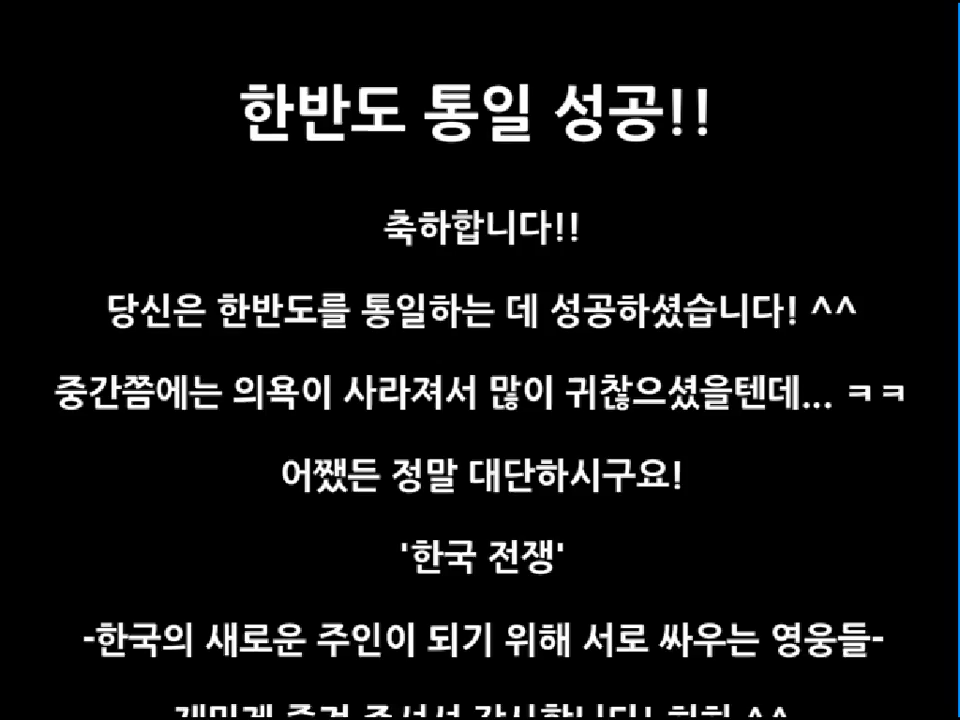 한반도 통일 성공!!
축하합니다!!
당신은 한반도를 통일하는 데 성공하셨습니다! ^^
중간쯤에는 의욕이 사라져서 많이 귀찮으셨을텐데... ㅋㅋ
어쨌든 정말 대단하시구요!
'한국 전쟁'
-한국의 새로운 주인이 되기 위해 서로 싸우는 영웅들-